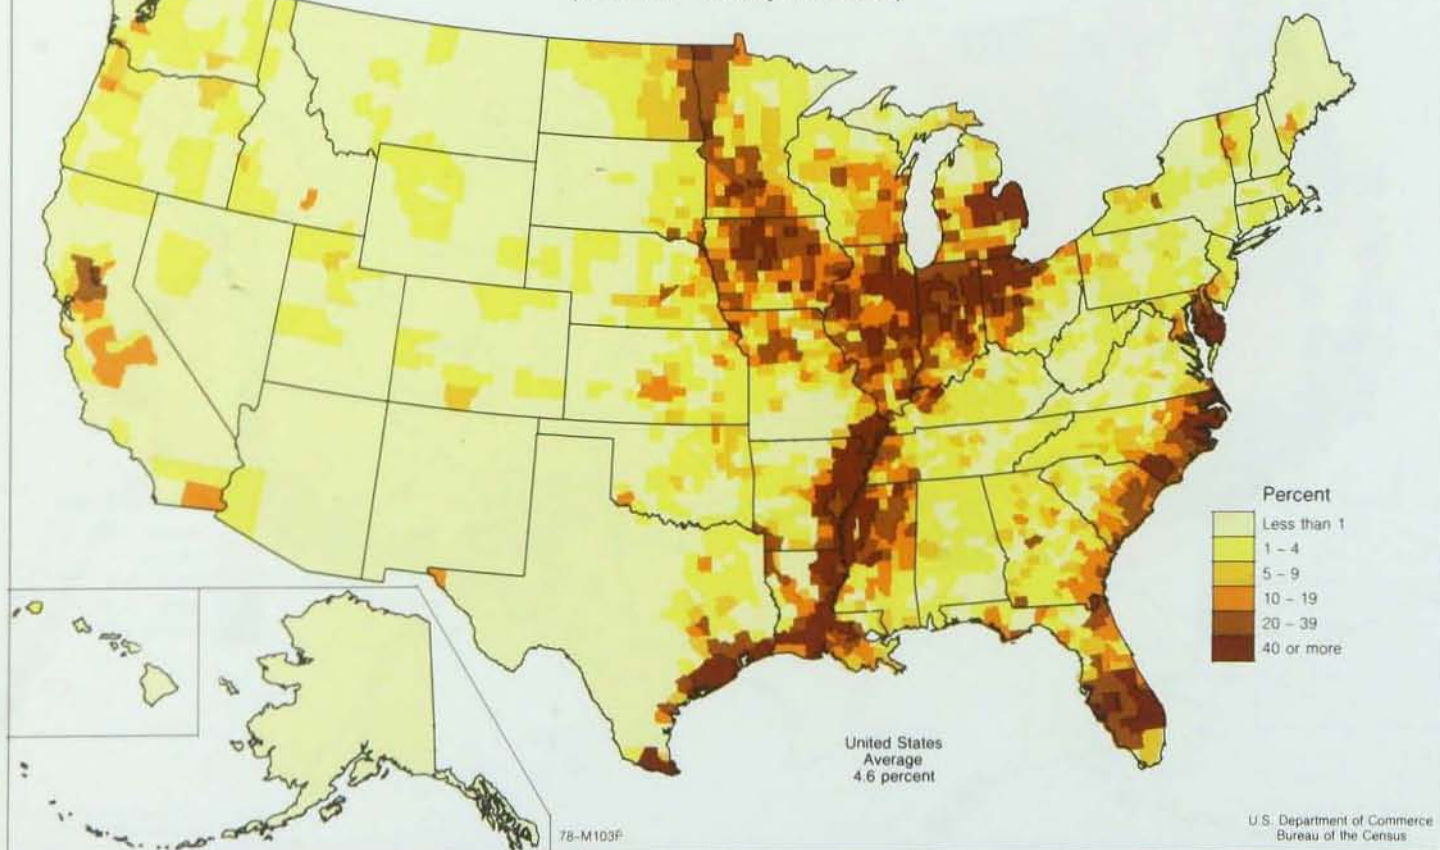 Percent
Less than 1
1 – 4
5 – 9
10 – 19
20 – 39
40 or more
United States
Average
4.6 percent
78-M103F
U.S. Department of Commerce
Bureau of the Census